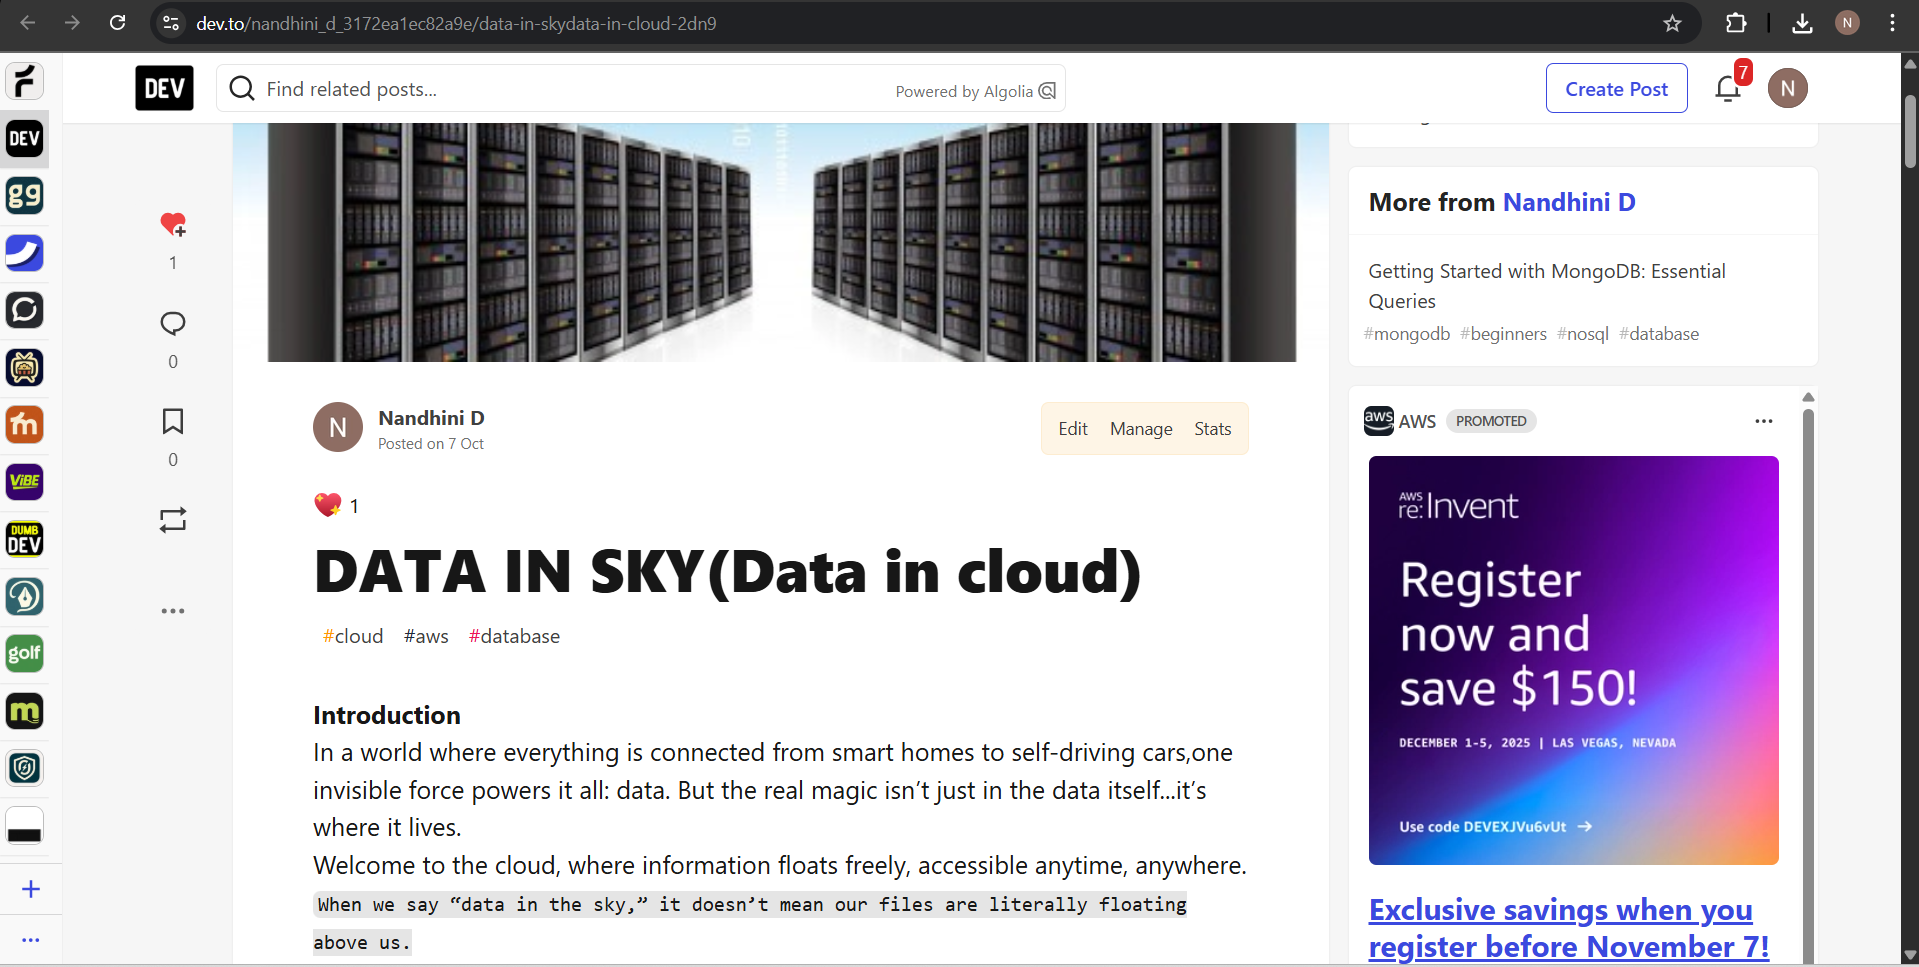 dev.to/nandhini_d_3172ea1ec82a9e/data-in-skydata-in-cloud-2dn9
N
DEV
Find related posts...
Powered by Algolia
Create Post
7
N
DEV
gg
m
ViBE
DUMB
DEV
golf
m
1
0
0
More from Nandhini D
Getting Started with MongoDB: Essential
Queries
#mongodb #beginners #nosql #database
N
Nandhini D
Posted on 7 Oct
Edit Manage Stats
1
DATA IN SKY(Data in cloud)
#cloud #aws #database
Introduction
In a world where everything is connected from smart homes to self-driving cars,one
invisible force powers it all: data. But the real magic isn’t just in the data itself...it’s
where it lives.
Welcome to the cloud, where information floats freely, accessible anytime, anywhere.
When we say “data in the sky,” it doesn’t mean our files are literally floating
above us.
aws AWS PROMOTED
AWS
re:Invent
Register
now and
save $150!
DECEMBER 1-5, 2025 | LAS VEGAS, NEVADA
Use code DEVEXJVu6vUt →
Exclusive savings when you
register before November 7!